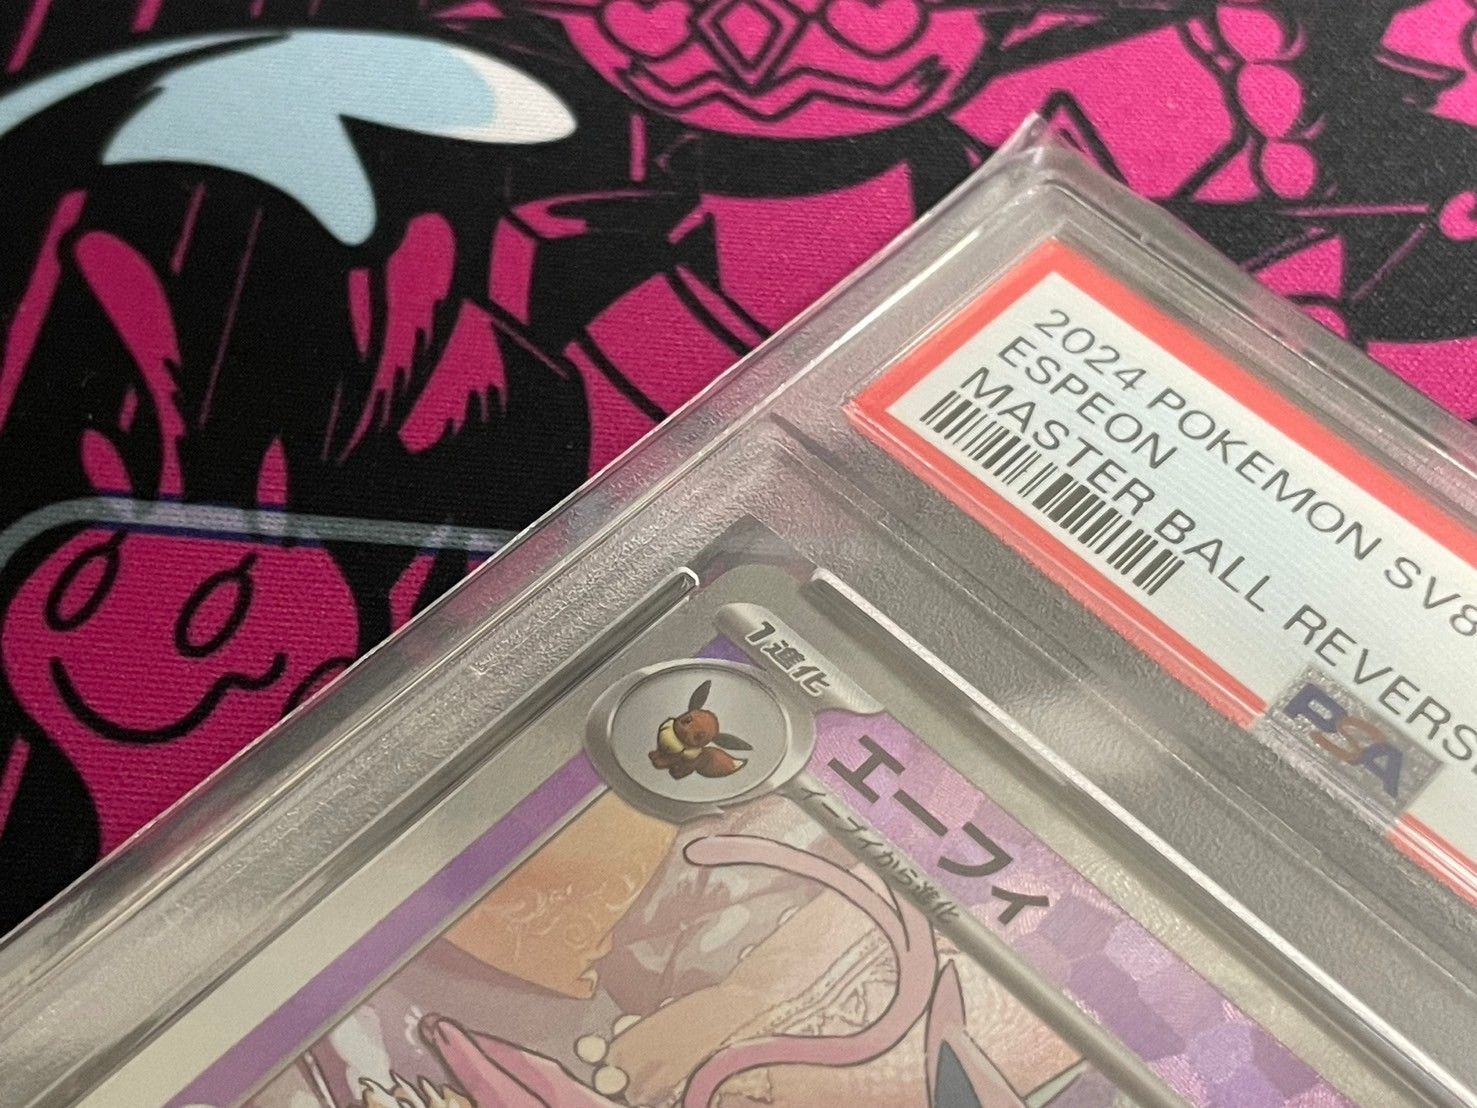 2024 POKEMON SV8
ESPEON
MASTER BALL REVERSE
PSA
1進化
エーフィ
イーブイから進化